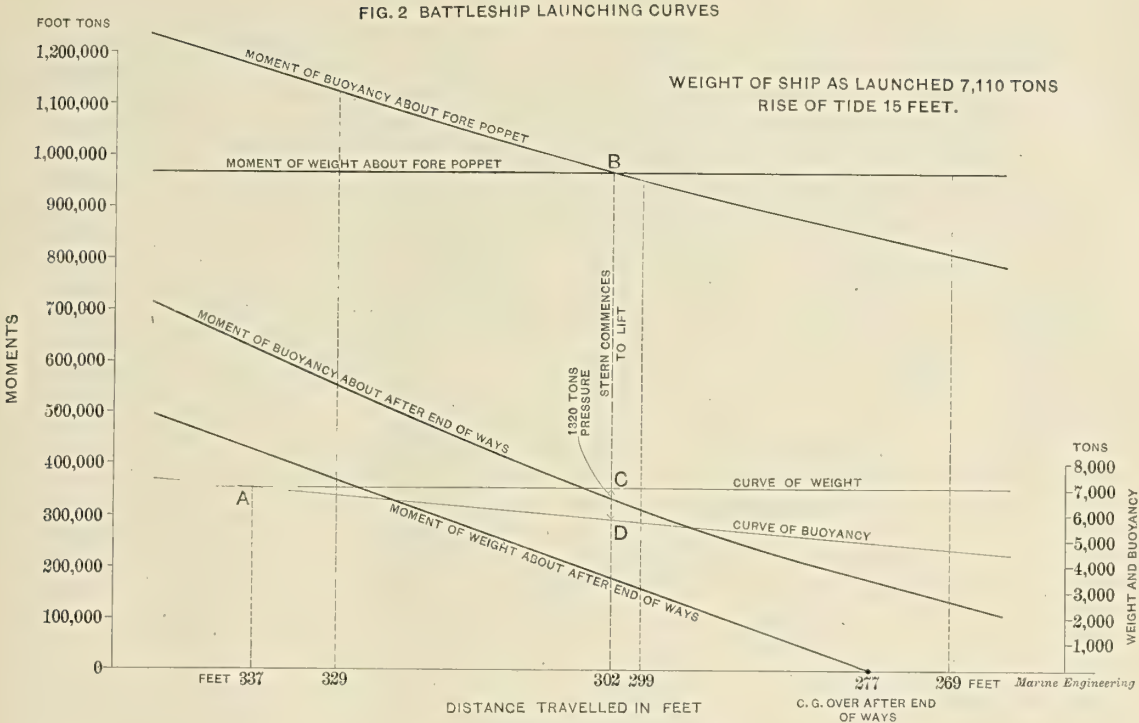 FIG. 2 BATTLESHIP LAUNCHING CURVES
FOOT TONS
1,200,000
1,100,000
1,000,000
900,000
800,000
700,000
600,000
500,000
400,000
300,000
200,000
100,000
0
MOMENTS
WEIGHT OF SHIP AS LAUNCHED 7,110 TONS
RISE OF TIDE 15 FEET.
MOMENT OF BUOYANCY ABOUT FORE POPPET
MOMENT OF WEIGHT ABOUT FORE POPPET
B
MOMENT OF BUOYANCY ABOUT AFTER END OF WAYS
1320 TONS
PRESSURE
STERN COMMENCES
TO LIFT
A
C
CURVE OF WEIGHT
D
CURVE OF BUOYANCY
MOMENT OF WEIGHT ABOUT AFTER END OF WAYS
TONS
8,000
7,000
6,000
5,000
4,000
3,000
2,000
1,000
WEIGHT AND BUOYANCY
FEET 337 329 302 299 277 269 FEET Marine Engineering
DISTANCE TRAVELLED IN FEET
C. G. OVER AFTER END
OF WAYS